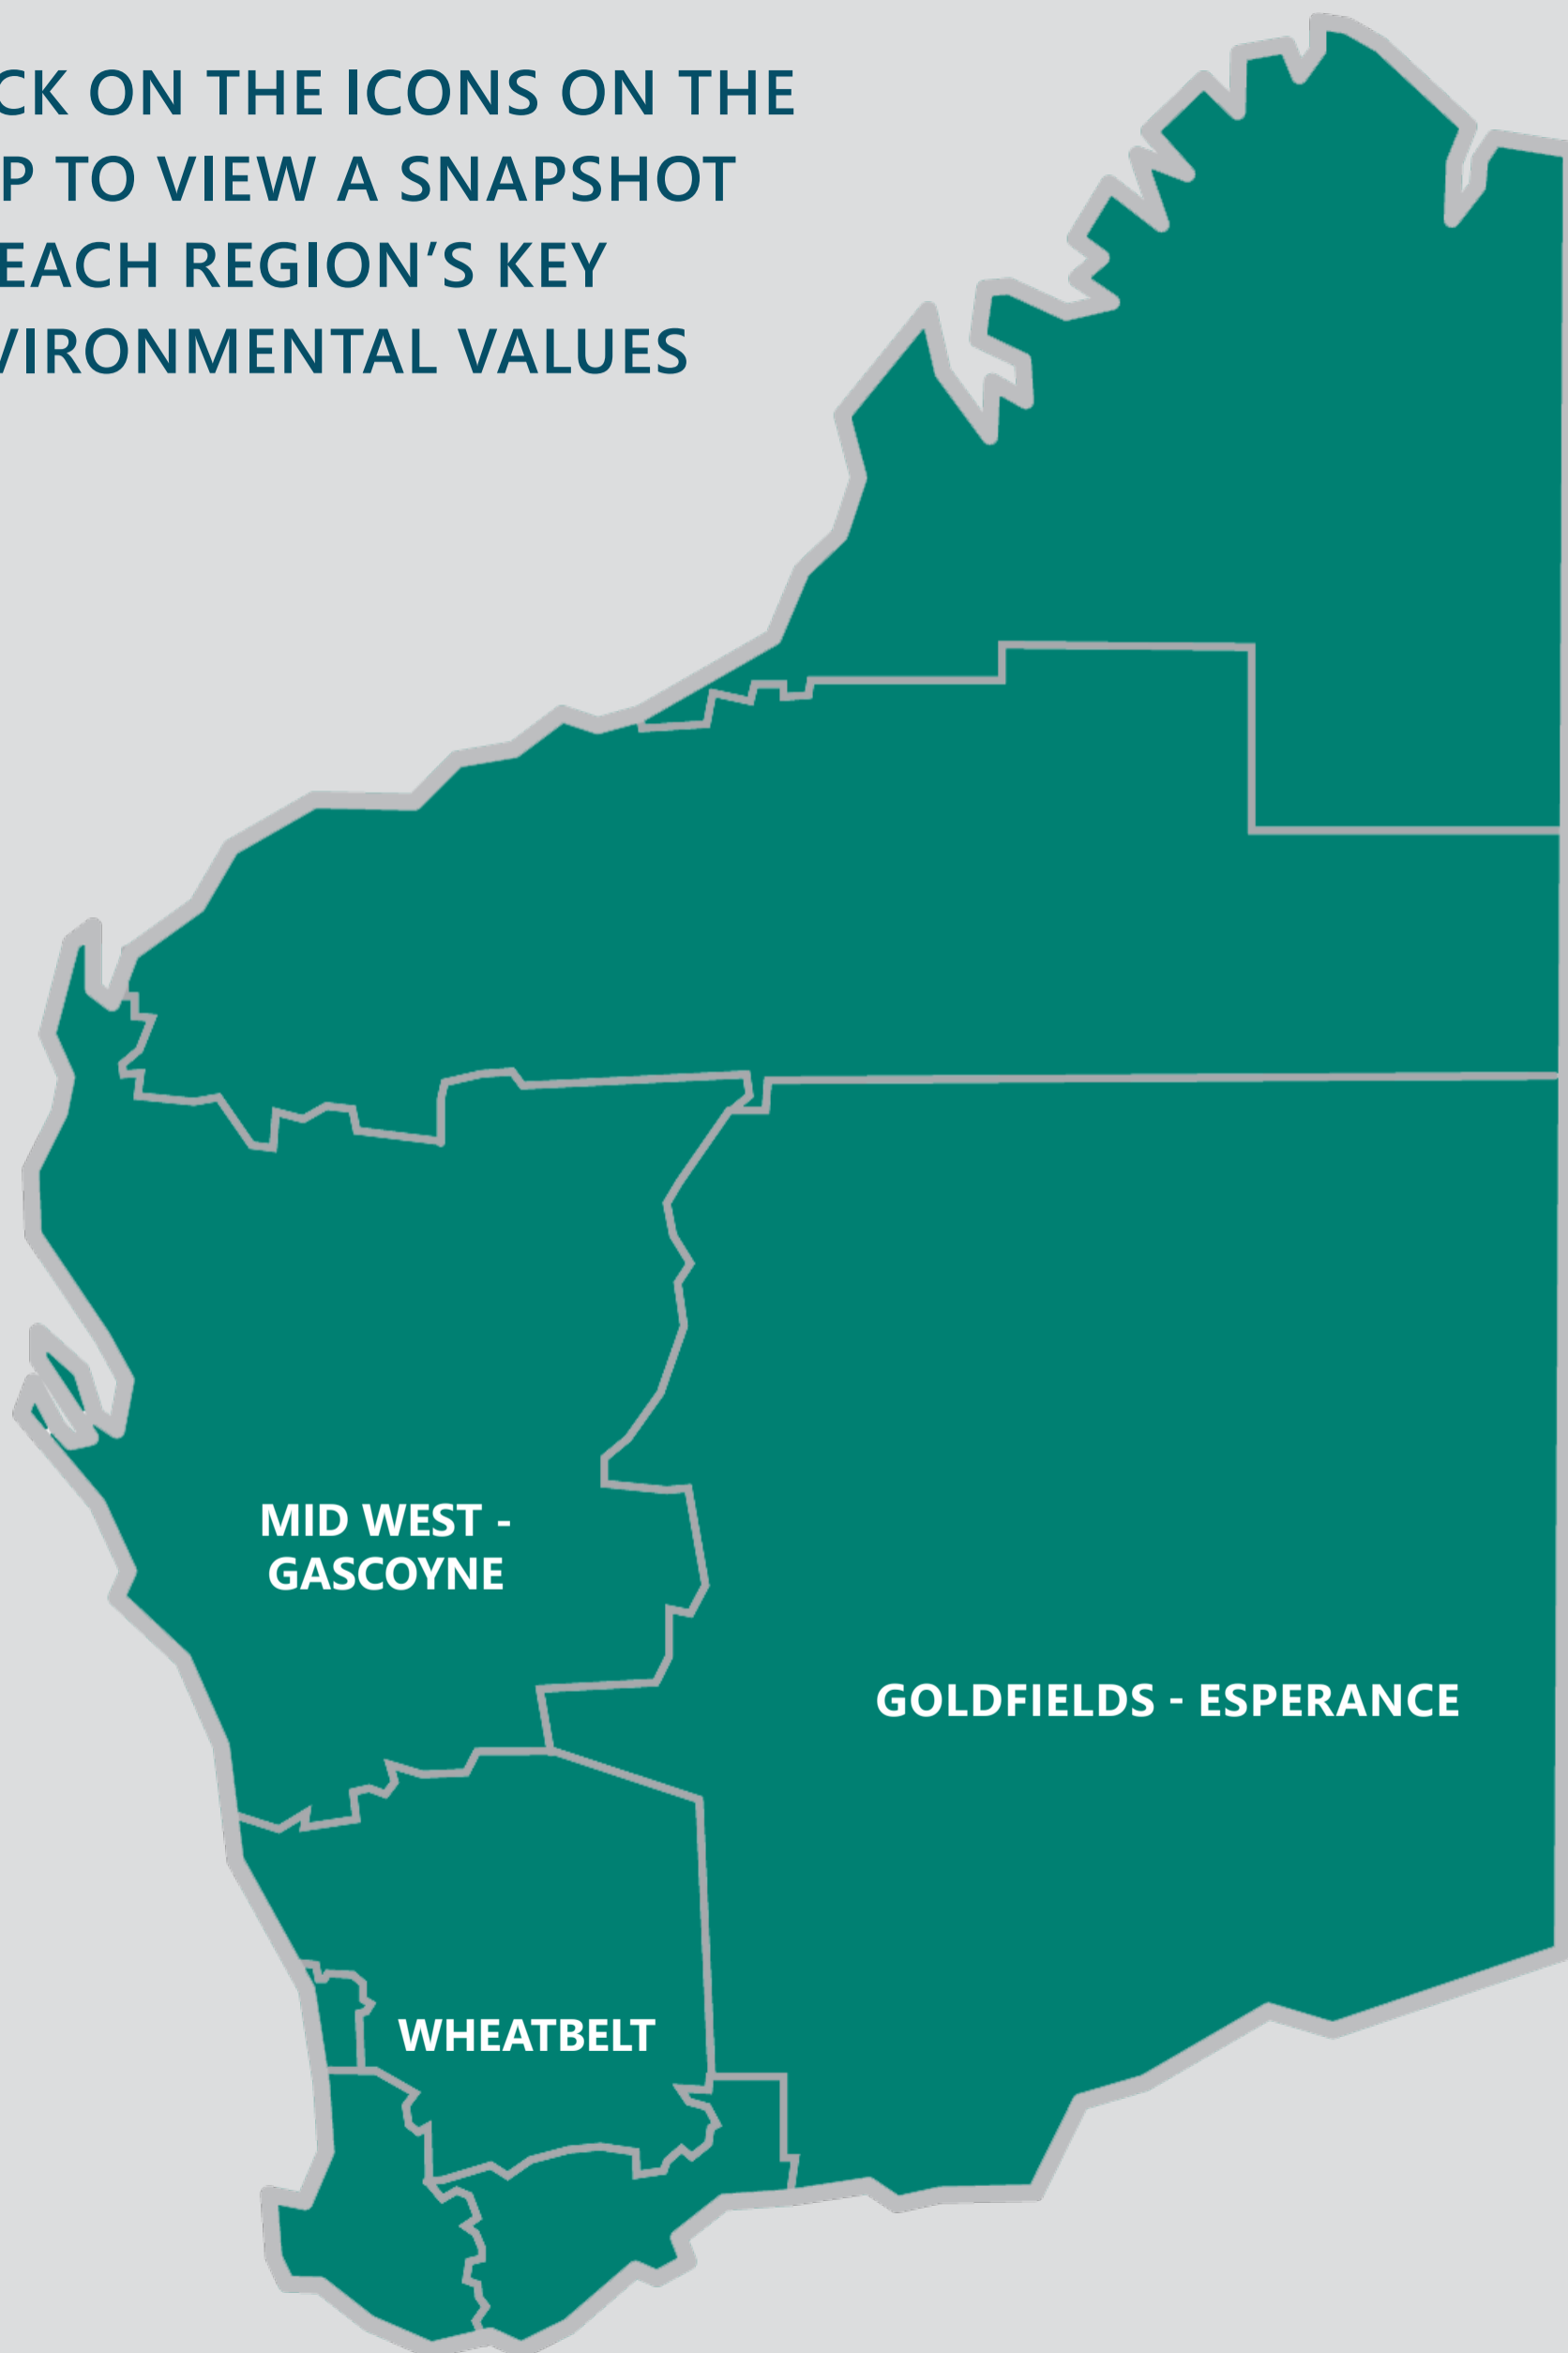 CK ON THE ICONS ON THE
P TO VIEW A SNAPSHOT
EACH REGION'S KEY
VIRONMENTAL VALUES
MID WEST -
GASCOYNE
GOLDFIELDS - ESPERANCE
WHEATBELT